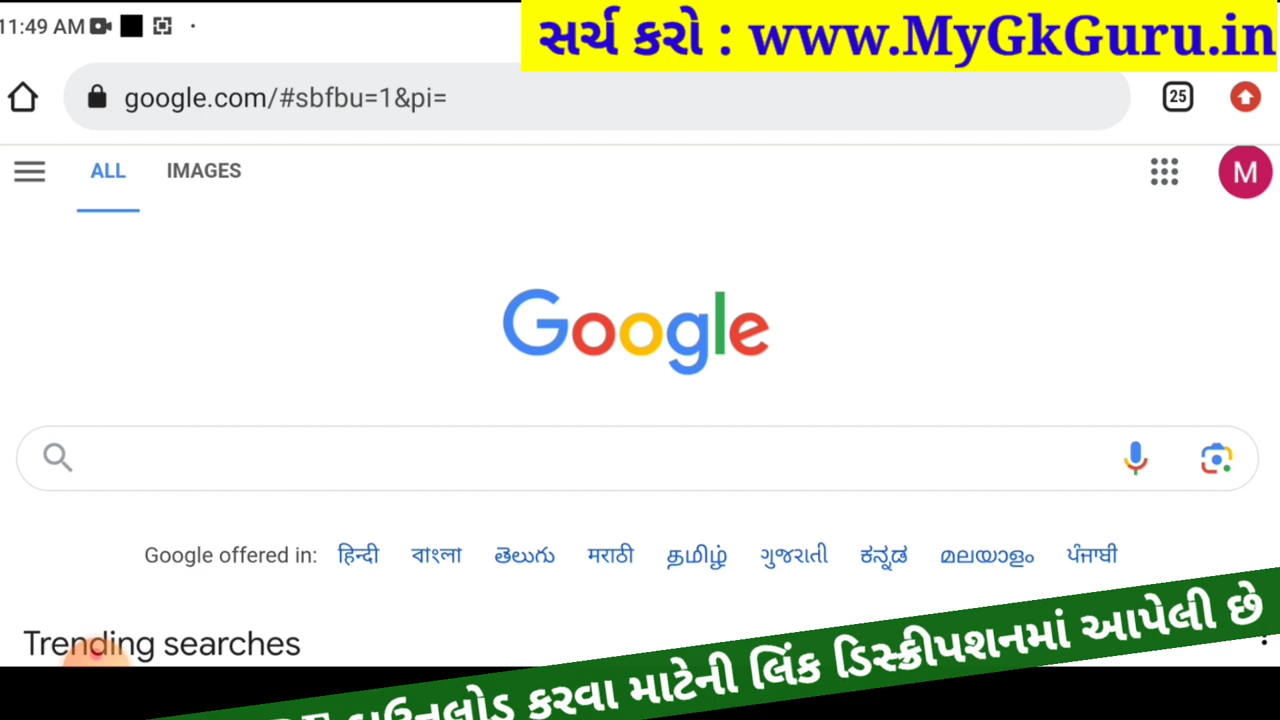 11:49 AM
સર્ચ કરો : www.MyGkGuru.in
google.com/#sbfbu=1&pi=
25
ALL IMAGES
M
Google
Google offered in: हिन्दी বাংলা తెలుగు मराठी தமிழ் ગુજરાતી ಕನ್ನಡ മലയാളം ਪੰਜਾਬੀ
Trending searches
કરવા માટેની લિંક ડિસ્ક્રીપશનમાં આપેલી છે